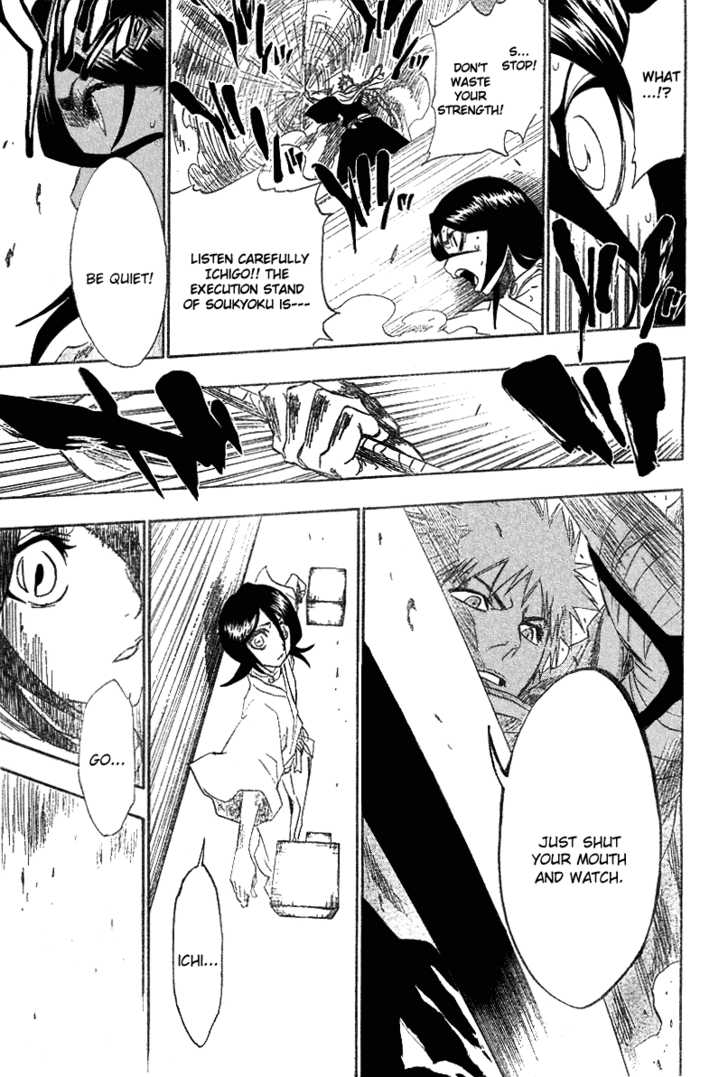 WHAT
...!?
S...
STOP!
DON'T
WASTE
YOUR
STRENGTH!
LISTEN CAREFULLY
ICHIGO!! THE
EXECUTION STAND
OF SOUKYOKU IS---
BE QUIET!
JUST SHUT
YOUR MOUTH
AND WATCH.
ICHI...
GO...